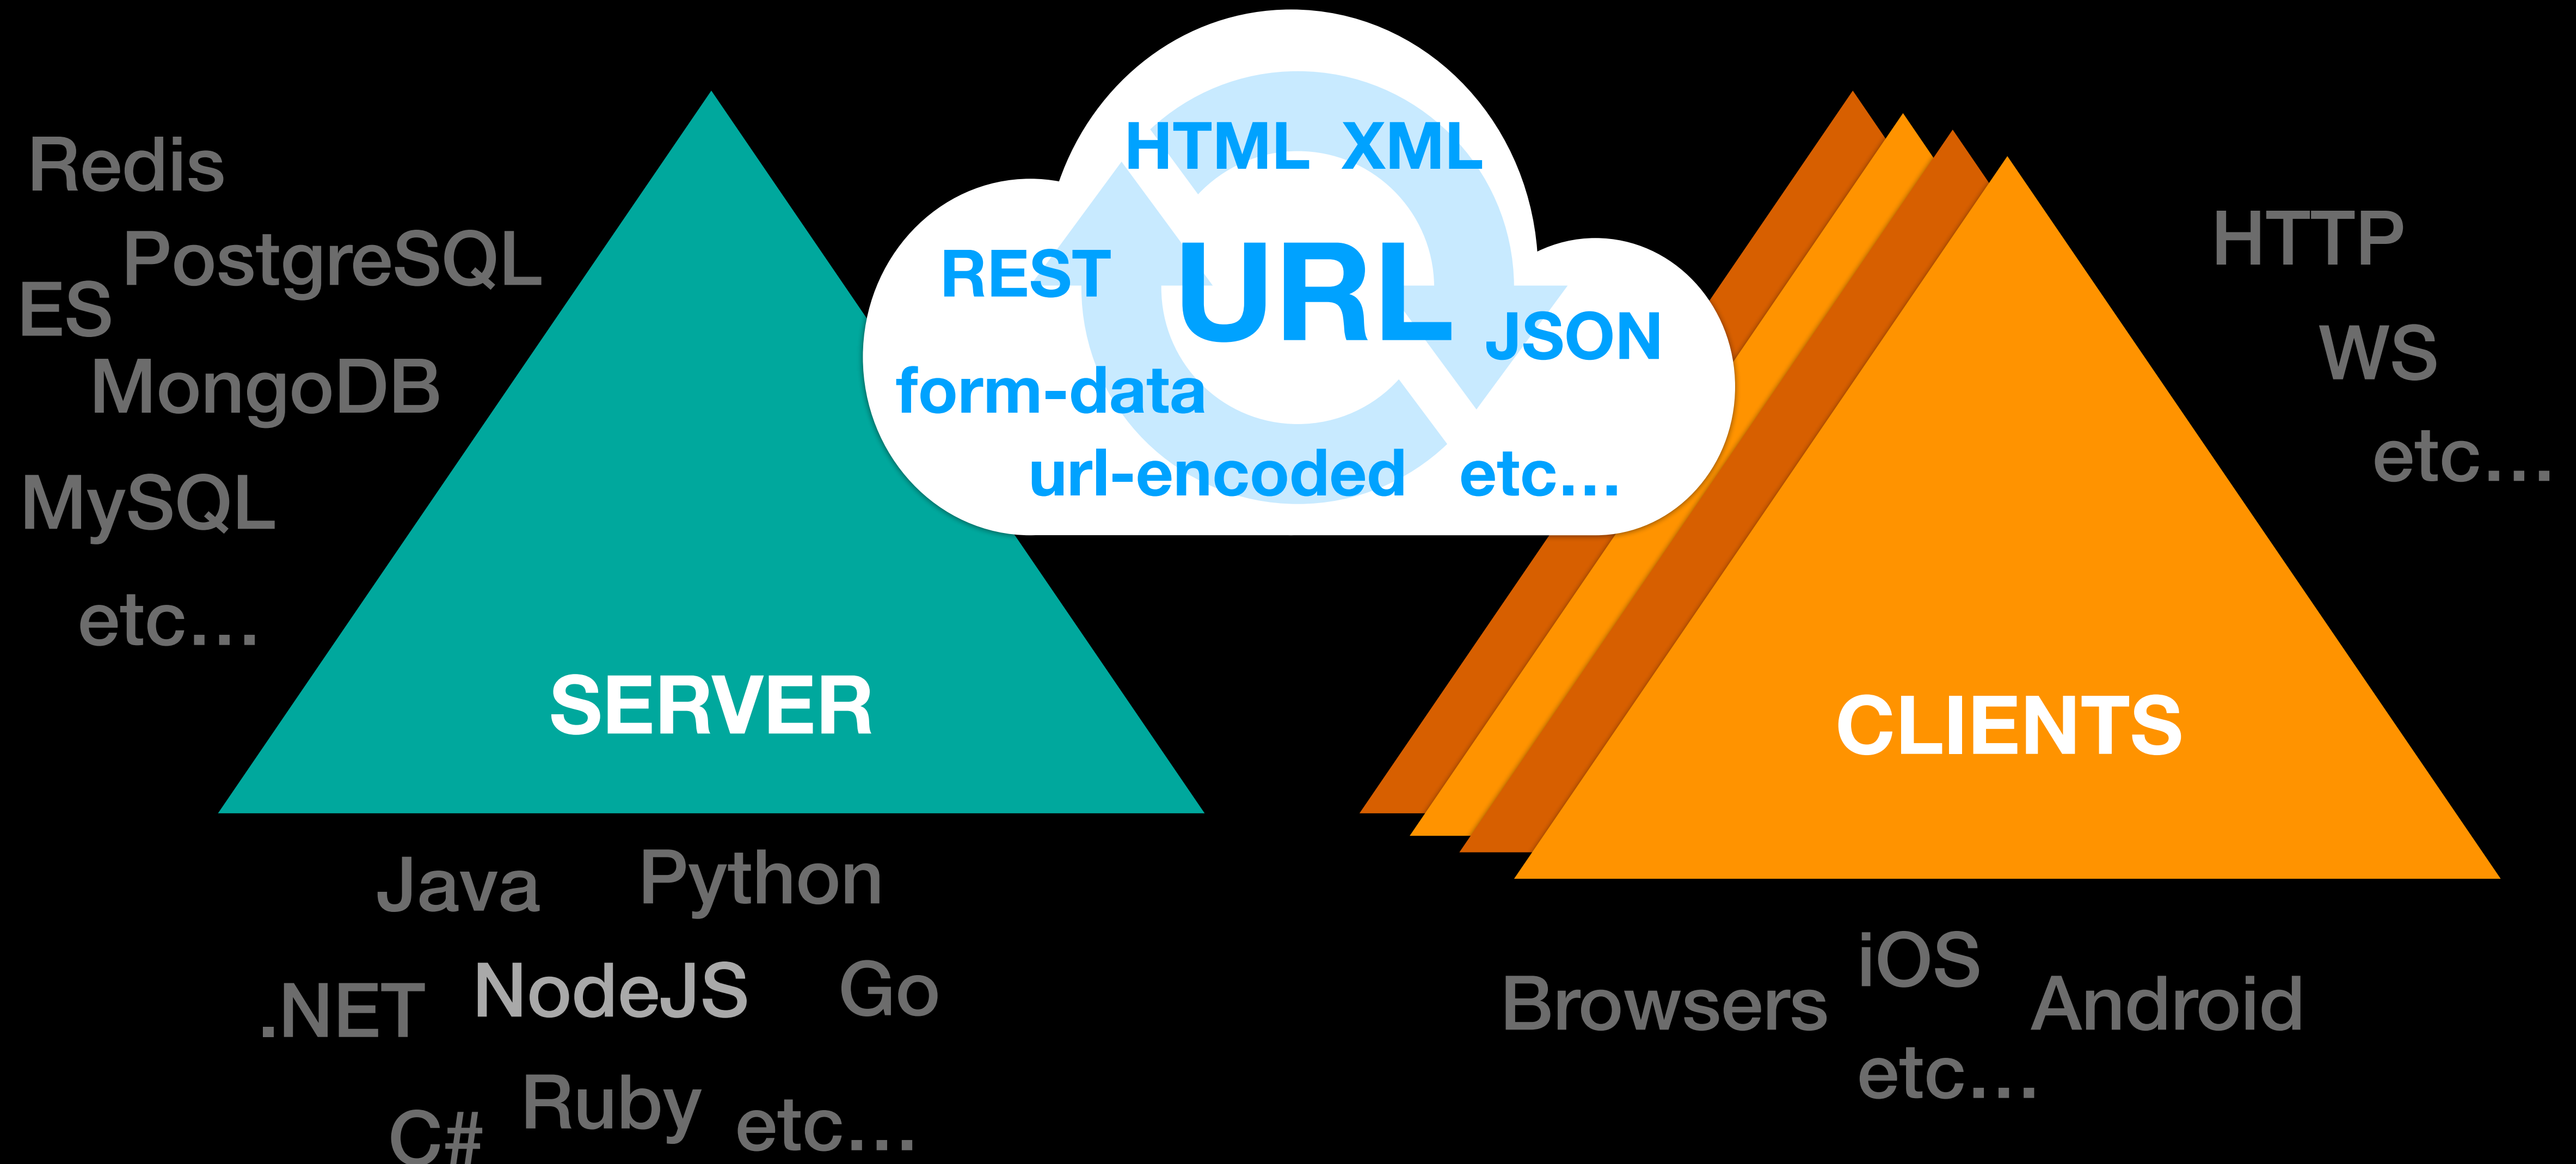 Redis
PostgreSQL
ES
MongoDB
MySQL
etc...
SERVER
Java Python
.NET NodeJS Go
C# Ruby etc...
HTML XML
REST URL JSON
form-data
url-encoded etc...
HTTP
WS
etc...
CLIENTS
Browsers iOS Android
etc...